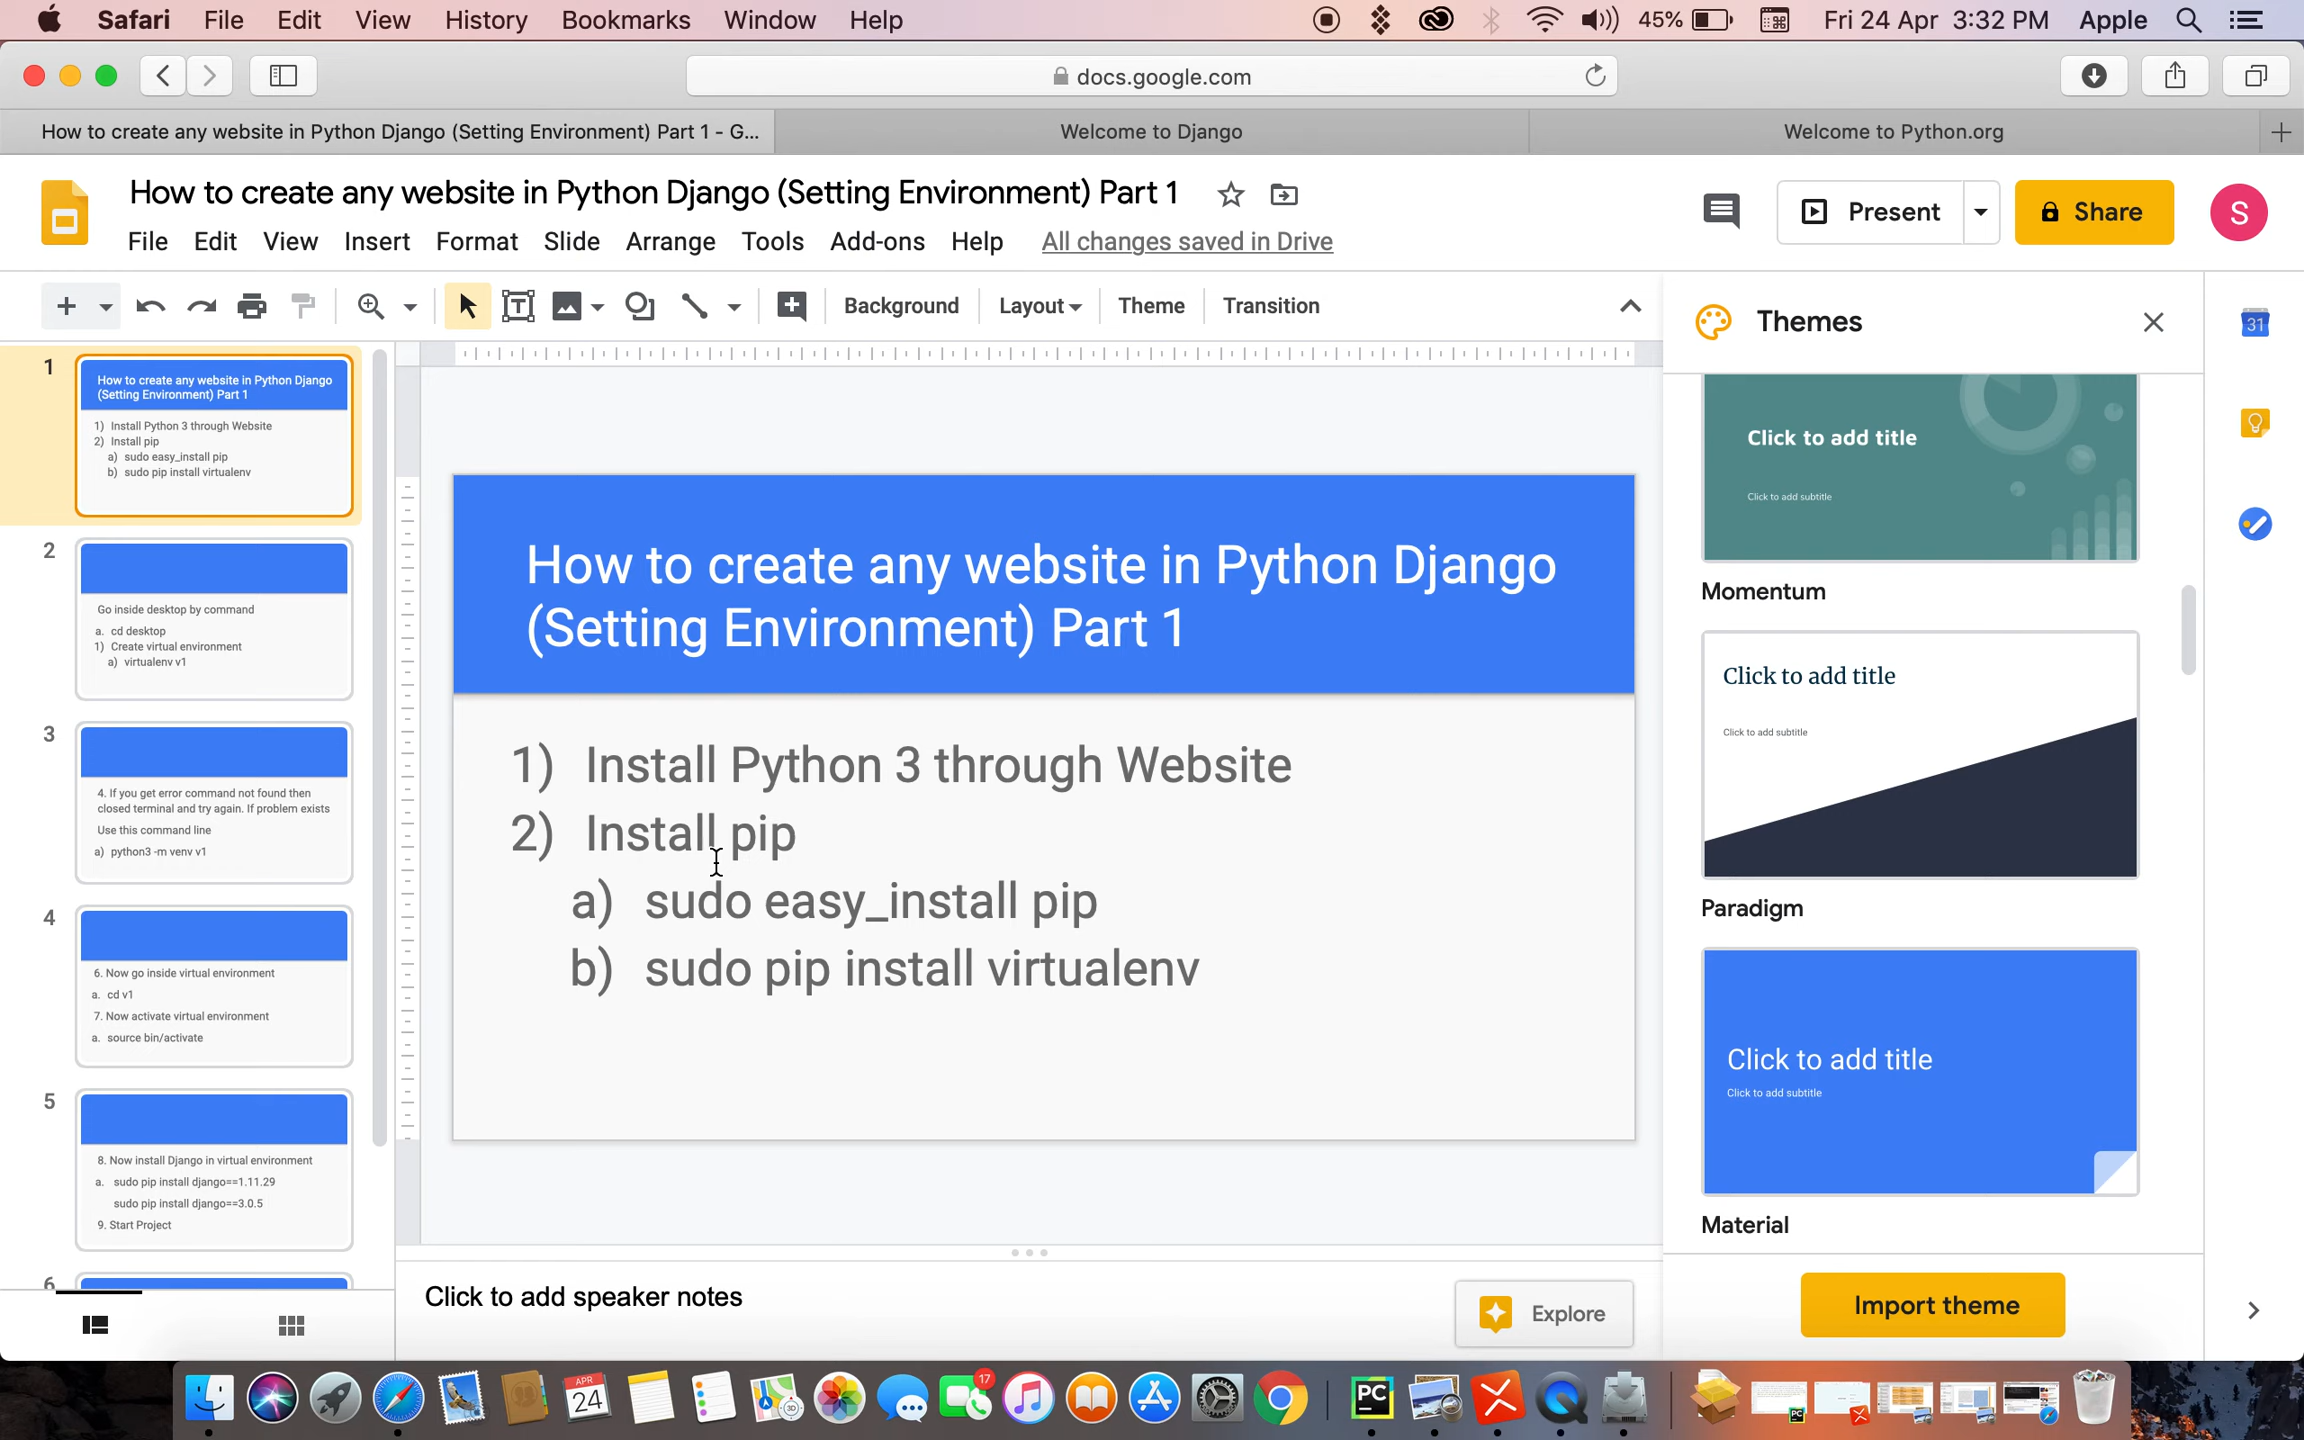 Safari File Edit View History Bookmarks Window Help 45% Fri 24 Apr 3:32 PM Apple
docs.google.com
How to create any website in Python Django (Setting Environment) Part 1 - G... Welcome to Django Welcome to Python.org
How to create any website in Python Django (Setting Environment) Part 1
Present Share S
File Edit View Insert Format Slide Arrange Tools Add-ons Help All changes saved in Drive
Background Layout Theme Transition
1
How to create any website in Python Django
(Setting Environment) Part 1
1) Install Python 3 through Website
2) Install pip
a) sudo easy_install pip
b) sudo pip install virtualenv
2
Go inside desktop by command
a. cd desktop
1) Create virtual environment
a) virtualenv v1
3
4. If you get error command not found then
closed terminal and try again. If problem exists
Use this command line
a) python3 -m venv v1
4
6. Now go inside virtual environment
a. cd v1
7. Now activate virtual environment
a. source bin/activate
5
8. Now install Django in virtual environment
a. sudo pip install django==1.11.29
sudo pip install django==3.0.5
9. Start Project
6
How to create any website in Python Django
(Setting Environment) Part 1
1) Install Python 3 through Website
2) Install pip
a) sudo easy_install pip
b) sudo pip install virtualenv
Click to add speaker notes
Explore
Themes
Click to add title
Click to add subtitle
Momentum
Click to add title
Click to add subtitle
Paradigm
Click to add title
Click to add subtitle
Material
Import theme
31
APR
24
3D
17
PC
PC